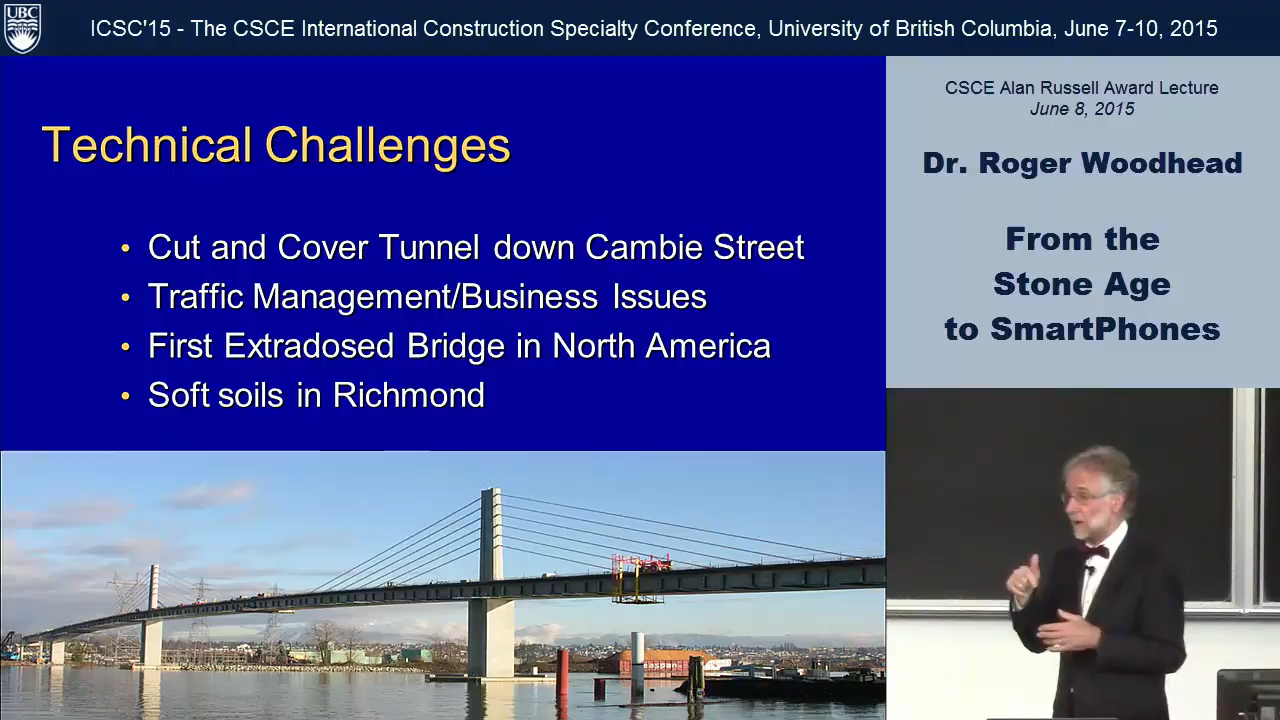 UBC
ICSC'15 - The CSCE International Construction Specialty Conference, University of British Columbia, June 7-10, 2015
Technical Challenges
• Cut and Cover Tunnel down Cambie Street
• Traffic Management/Business Issues
• First Extradosed Bridge in North America
• Soft soils in Richmond
CSCE Alan Russell Award Lecture
June 8, 2015
Dr. Roger Woodhead
From the
Stone Age
to SmartPhones